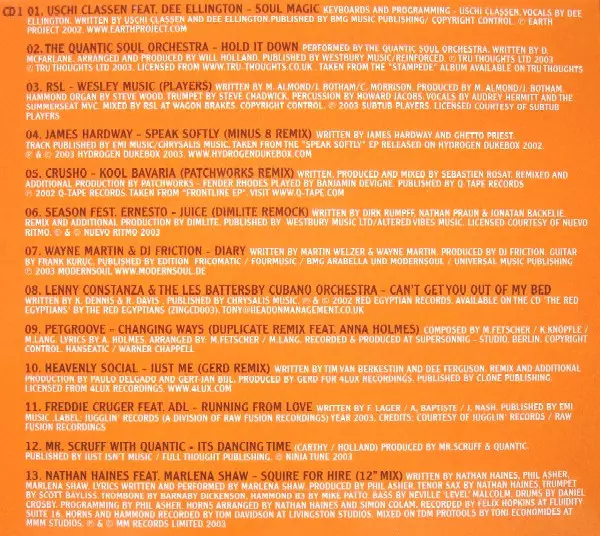 CD 1 01. USCHI CLASSEN FEAT. DEE ELLINGTON - SOUL MAGIC KEYBOARDS AND PROGRAMMING - USCHI CLASSEN. VOCALS BY DEE
ELLINGTON. WRITTEN BY USCHI CLASSEN AND DEE ELLINGTON.PUBLISHED BY BMG MUSIC PUBLISHING/ COPYRIGHT CONTROL. ℗ EARTH
PROJECT 2002. WWW.EARTHPROJECT.COM
02. THE QUANTIC SOUL ORCHESTRA - HOLD IT DOWN PERFORMED BY THE QUANTIC SOUL ORCHESTRA. WRITTEN BY D.
MCFARLANE. ARRANGED AND PRODUCED BY WILL HOLLAND. PUBLISHED BY WESTBURY MUSIC/REINFORCED. ℗ TRU THOUGHTS LTD 2003
© TRU THOUGHTS LTD 2003. LICENSED FROM WWW.TRU-THOUGHTS.CO.UK TAKEN FROM THE "STAMPEDE" ALBUM AVAILABLE ON TRU THOUGHTS
03. RSL - WESLEY MUSIC (PLAYERS) WRITTEN BY M. ALMOND/J. ROTHAM/C. MORRISON. PRODUCED BY M. ALMOND/J. BOTHAM.
HAMMOND ORGAN BY STEVE WOOD. TRUMPET BY STEVE CHADWICK. PERCUSSION BY HOWARD JACOBS. VOCALS BY AUDREY HERMITT AND THE
SUMMERSEAT MVC. MIXED BY RSL AT WAGON BRAKES. COPYRIGHT CONTROL. ℗ 2003 SUBTUB PLAYERS. LICENSED COURTESY OF SUBTUB
PLAYERS
04. JAMES HARDWAY - SPEAK SOFTLY (MINUS 8 REMIX) WRITTEN BY JAMES HARDWAY AND GHETTO PRIEST.
TRACK PUBLISHED BY EMI MUSIC/CHRYSALIS MUSIC. TAKEN FROM THE "SPEAK SOFTLY" EP RELEASED ON HYDROGEN DUKEBOX 2002.
℗ & © 2003 HYDROGEN DUKEBOX 2003. WWW.HYDROGENDUKEBOX.COM
05. CRUSHO - KOOL BAVARIA (PATCHWORKS REMIX). WRITTEN, PRODUCED AND MIXED BY SEBASTIEN ROSAT. REMIXED AND
ADDITIONAL PRODUCTION BY PATCHWORKS - FENDER RHODES PLAYED BY BANJAMIN DEVIGNE. PUBLISHED BY Q-TAPE RECORDS
℗ 2002 Q-TAPE RECORDS. TAKEN FROM "FRONTLINE EP". VISIT WWW.Q-TAPE.COM
06. SEASON FEST. ERNESTO - JUICE (DIMLITE REMOCK) WRITTEN BY DIRK RUMPFF, NATHAN PRAUN & JONATAN BACKELIE.
REMIX AND ADDITIONAL PRODUCTION BY DIMLITE. PUBLISHED BY WESTBURY MUSIC LTD/ALTERED VIBES MUSIC. LICENSED COURTESY OF NUEVO
RITMO. ℗ & © NUEVO RITMO 2003
07. WAYNE MARTIN & DJ FRICTION - DIARY WRITTEN BY MARTIN WELZER & WAYNE MARTIN. PRODUCED BY DJ FRICTION. GUITAR
BY FRANK KURUC. PUBLISHED BY EDITION FRICOMATIC / FOURMUSIC / BMG ARABELLA UND MODERNSOUL / UNIVERSAL MUSIC PUBLISHING
℗ 2003 MODERNSOUL WWW.MODERNSOUL.DE
08. LENNY CONSTANZA & THE LES BATTERSBY CUBANO ORCHESTRA - CAN'T GET YOU OUT OF MY BED
WRITTEN BY K. DENNIS & R. DAVIS . PUBLISHED BY CHRYSALIS MUSIC. ℗ & © 2002 RED EGYPTIAN RECORDS. AVAILABLE ON THE CD 'THE RED
EGYPTIANS' BY THE RED EGYPTIANS (ZINGCD003). TONY@HEADONMANAGEMENT.CO.UK
09. PETGROOVE - CHANGING WAYS (DUPLICATE REMIX FEAT. ANNA HOLMES) COMPOSED BY M.FETSCHER / K.KNÖPFLE /
M.LANG. LYRICS BY A. HOLMES. ARRANGED BY: M.FETSCHER / M.LANG. RECORDED & PRODUCED AT SUPERSONNIG - STUDIO. BERLIN. COPYRIGHT
CONTROL. HANSEATIC / WARNER CHAPPELL
10. HEAVENLY SOCIAL - JUST ME (GERD REMIX) WRITTEN BY TIM VAN BERKESTIJN AND DEE FERGUSON. REMIX AND ADDITIONAL
PRODUCTION BY PAULO DELGADO AND GERT-JAN BIJL. PRODUCED BY GERD FOR 4LUX RECORDINGS. PUBLISHED BY CLONE PUBLISHING.
LICENSED FROM 4LUX RECORDINGS. WWW.4LUX.COM
11. FREDDIE CRUGER FEAT. ADL - RUNNING FROM LOVE WRITTEN BY F. LAGER / A. BAPTISTE / J. NASH. PUBLISHED BY EMI
MUSIC .LABEL. JUGGLIN' RECORDS (A DIVISION OF RAW FUSION RECORDINGS) YEAR 2003. CREDITS: COURTESY OF JUGGLIN' RECORDS / RAW
FUSION RECORDINGS
12. MR. SCRUFF WITH QUANTIC - ITS DANCING TIME (CARTHY / HOLLAND) PRODUCED BY MR.SCRUFF & QUANTIC.
PUBLISHED BY JUST ISN'T MUSIC / FULL THOUGHT PUBLISHING. © NINJA TUNE 2003
13. NATHAN HAINES FEAT. MARLENA SHAW - SQUIRE FOR HIRE (12" MIX) WRITTEN BY NATHAN HAINES, PHIL ASHER,
MARLENA SHAW. LYRICS WRITTEN AND PERFORMED BY MARLENA SHAW. PRODUCED BY PHIL ASHER. TENOR SAX BY NATHAN HAINES. TRUMPET
BY SCOTT BAYLISS. TROMBONE BY BARNABY DICKENSON. HAMMOND B3 BY MIKE PATTO. BASS BY NEVILLE 'LEVEL' MALCOLM. DRUMS BY DANIEL
CROSBY. PROGRAMMING BY PHIL ASHER. HORNS ARRANGED BY NATHAN HAINES AND SIMON COLAM. RECORDED BY FELIX HOPKINS AT FLUIDITY
SUITE 16. HORNS AND HAMMOND RECORDED BY TOM DAVIDSON AT LIVINGSTON STUDIOS. MIXED ON TDM PROTOOLS BY TONI ECONOMIDES AT
MMM STUDIOS. ℗ & © MM RECORDS LIMITED 2003